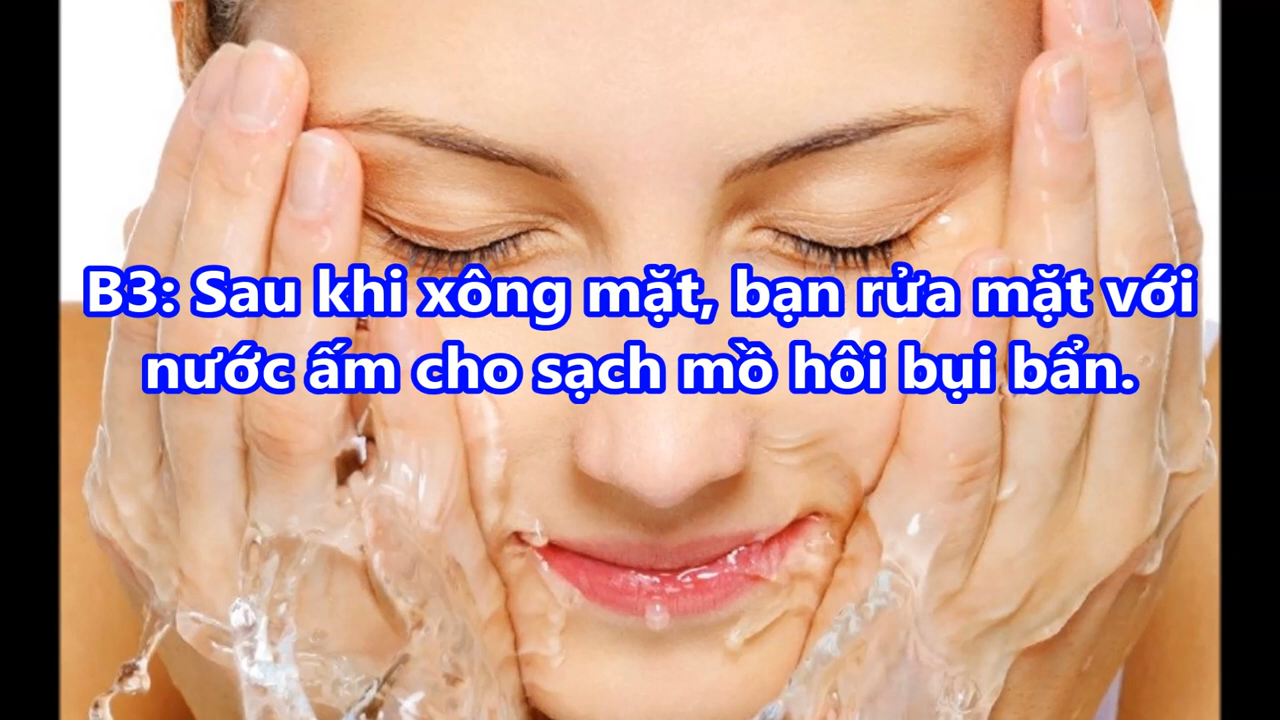 B3: Sau khi xông mặt, bạn rửa mặt với
nước ấm cho sạch mồ hôi bụi bẩn.